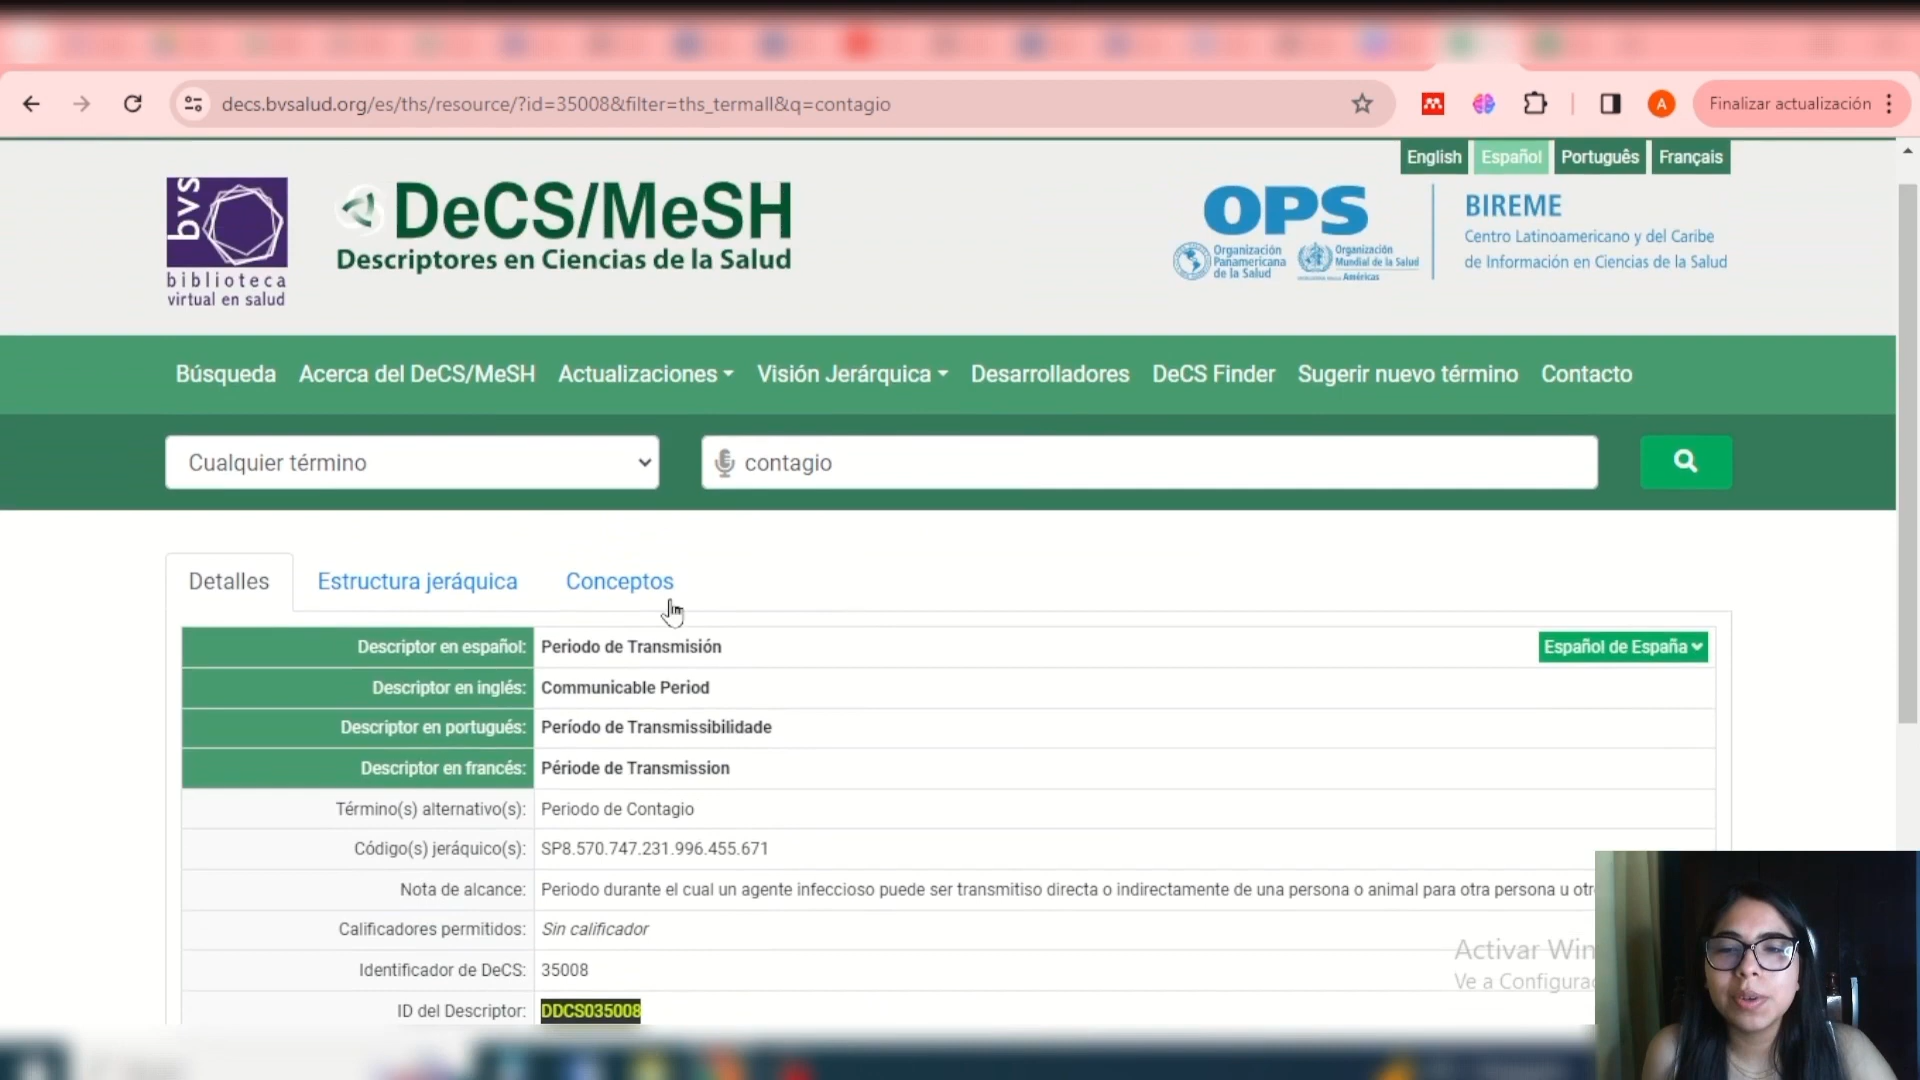 decs.bvsalud.org/es/ths/resource/?id=35008&filter=ths_termall&q=contagio
A
Finalizar actualización
English Español Português Français
bvs
biblioteca
virtual en salud
DeCS/MeSH
Descriptores en Ciencias de la Salud
OPS
Organización
Panamericana
de la Salud
Organización
Mundial de la Salud
Américas
BIREME
Centro Latinoamericano y del Caribe
de Información en Ciencias de la Salud
Búsqueda Acerca del DeCS/MeSH Actualizaciones Visión Jerárquica Desarrolladores DeCS Finder Sugerir nuevo término Contacto
Cualquier término
contagio
Detalles Estructura jeráquica Conceptos
Descriptor en español: Periodo de Transmisión Español de España
Descriptor en inglés: Communicable Period
Descriptor en portugués: Período de Transmissibilidade
Descriptor en francés: Période de Transmission
Término(s) alternativo(s): Periodo de Contagio
Código(s) jeráquico(s): SP8.570.747.231.996.455.671
Nota de alcance: Periodo durante el cual un agente infeccioso puede ser transmitiso directa o indirectamente de una persona o animal para otra persona u otr
Calificadores permitidos: Sin calificador
Identificador de DeCS: 35008
ID del Descriptor: DDCS035008
Activar Win
Ve a Configurac